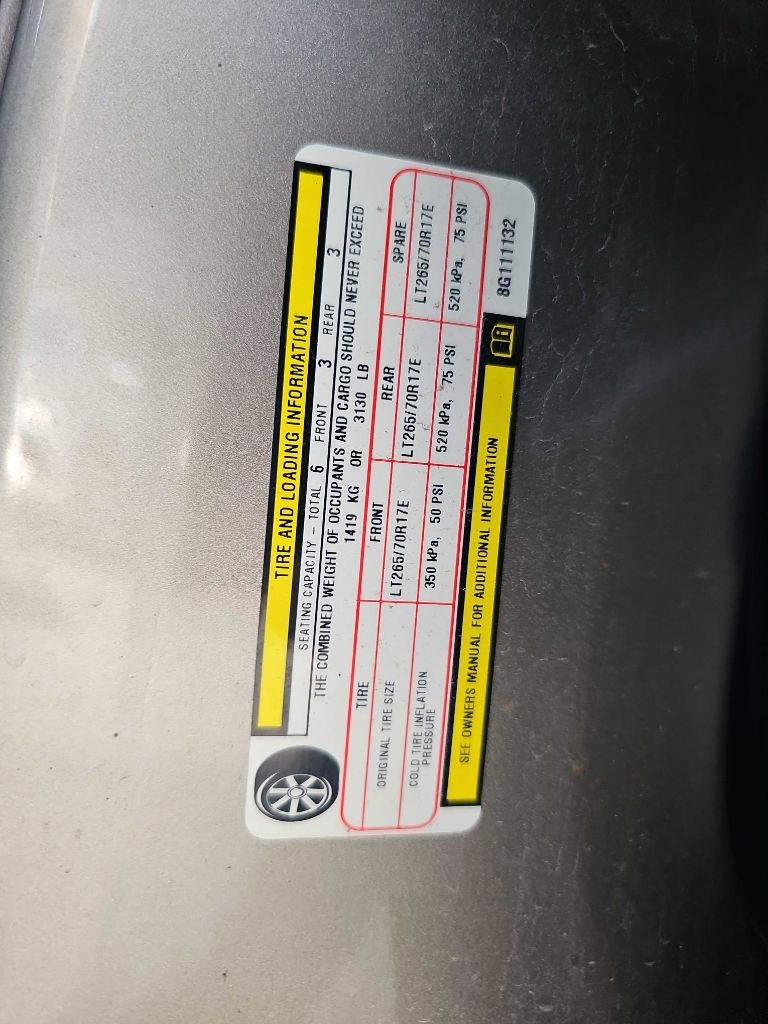 TIRE AND LOADING INFORMATION
SEATING CAPACITY - TOTAL 6 FRONT 3 REAR 3
THE COMBINED WEIGHT OF OCCUPANTS AND CARGO SHOULD NEVER EXCEED
1419 KG OR 3130 LB
TIRE FRONT REAR SPARE
ORIGINAL TIRE SIZE LT265/70R17E LT265/70R17E LT265/70R17E
COLD TIRE INFLATION 350 kPa, 50 PSI 520 kPa, 75 PSI 520 kPa, 75 PSI
PRESSURE
SEE OWNERS MANUAL FOR ADDITIONAL INFORMATION
8G111132